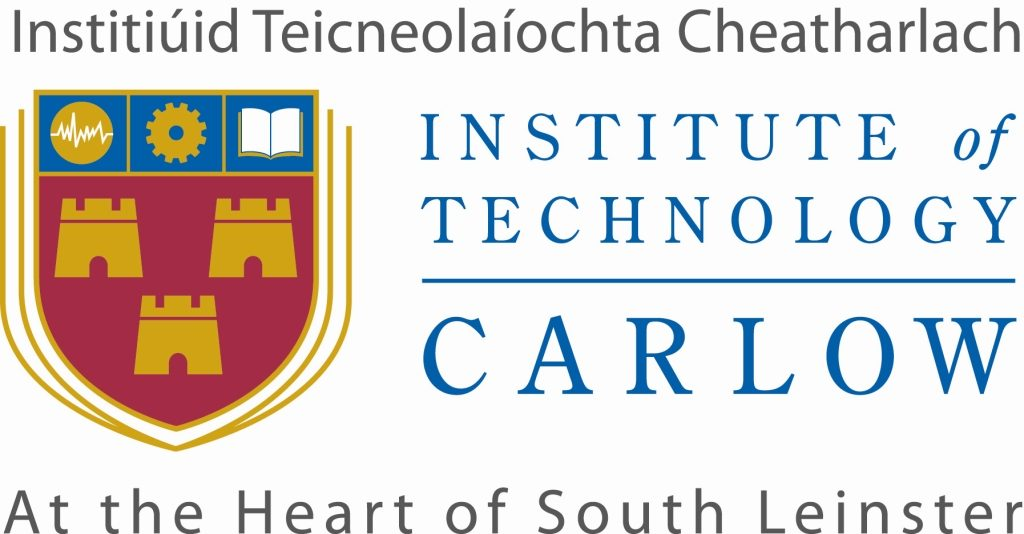 Institiúid Teicneolaíochta Cheatharlach
INSTITUTE of
TECHNOLOGY
CARLOW
At the Heart of South Leinster